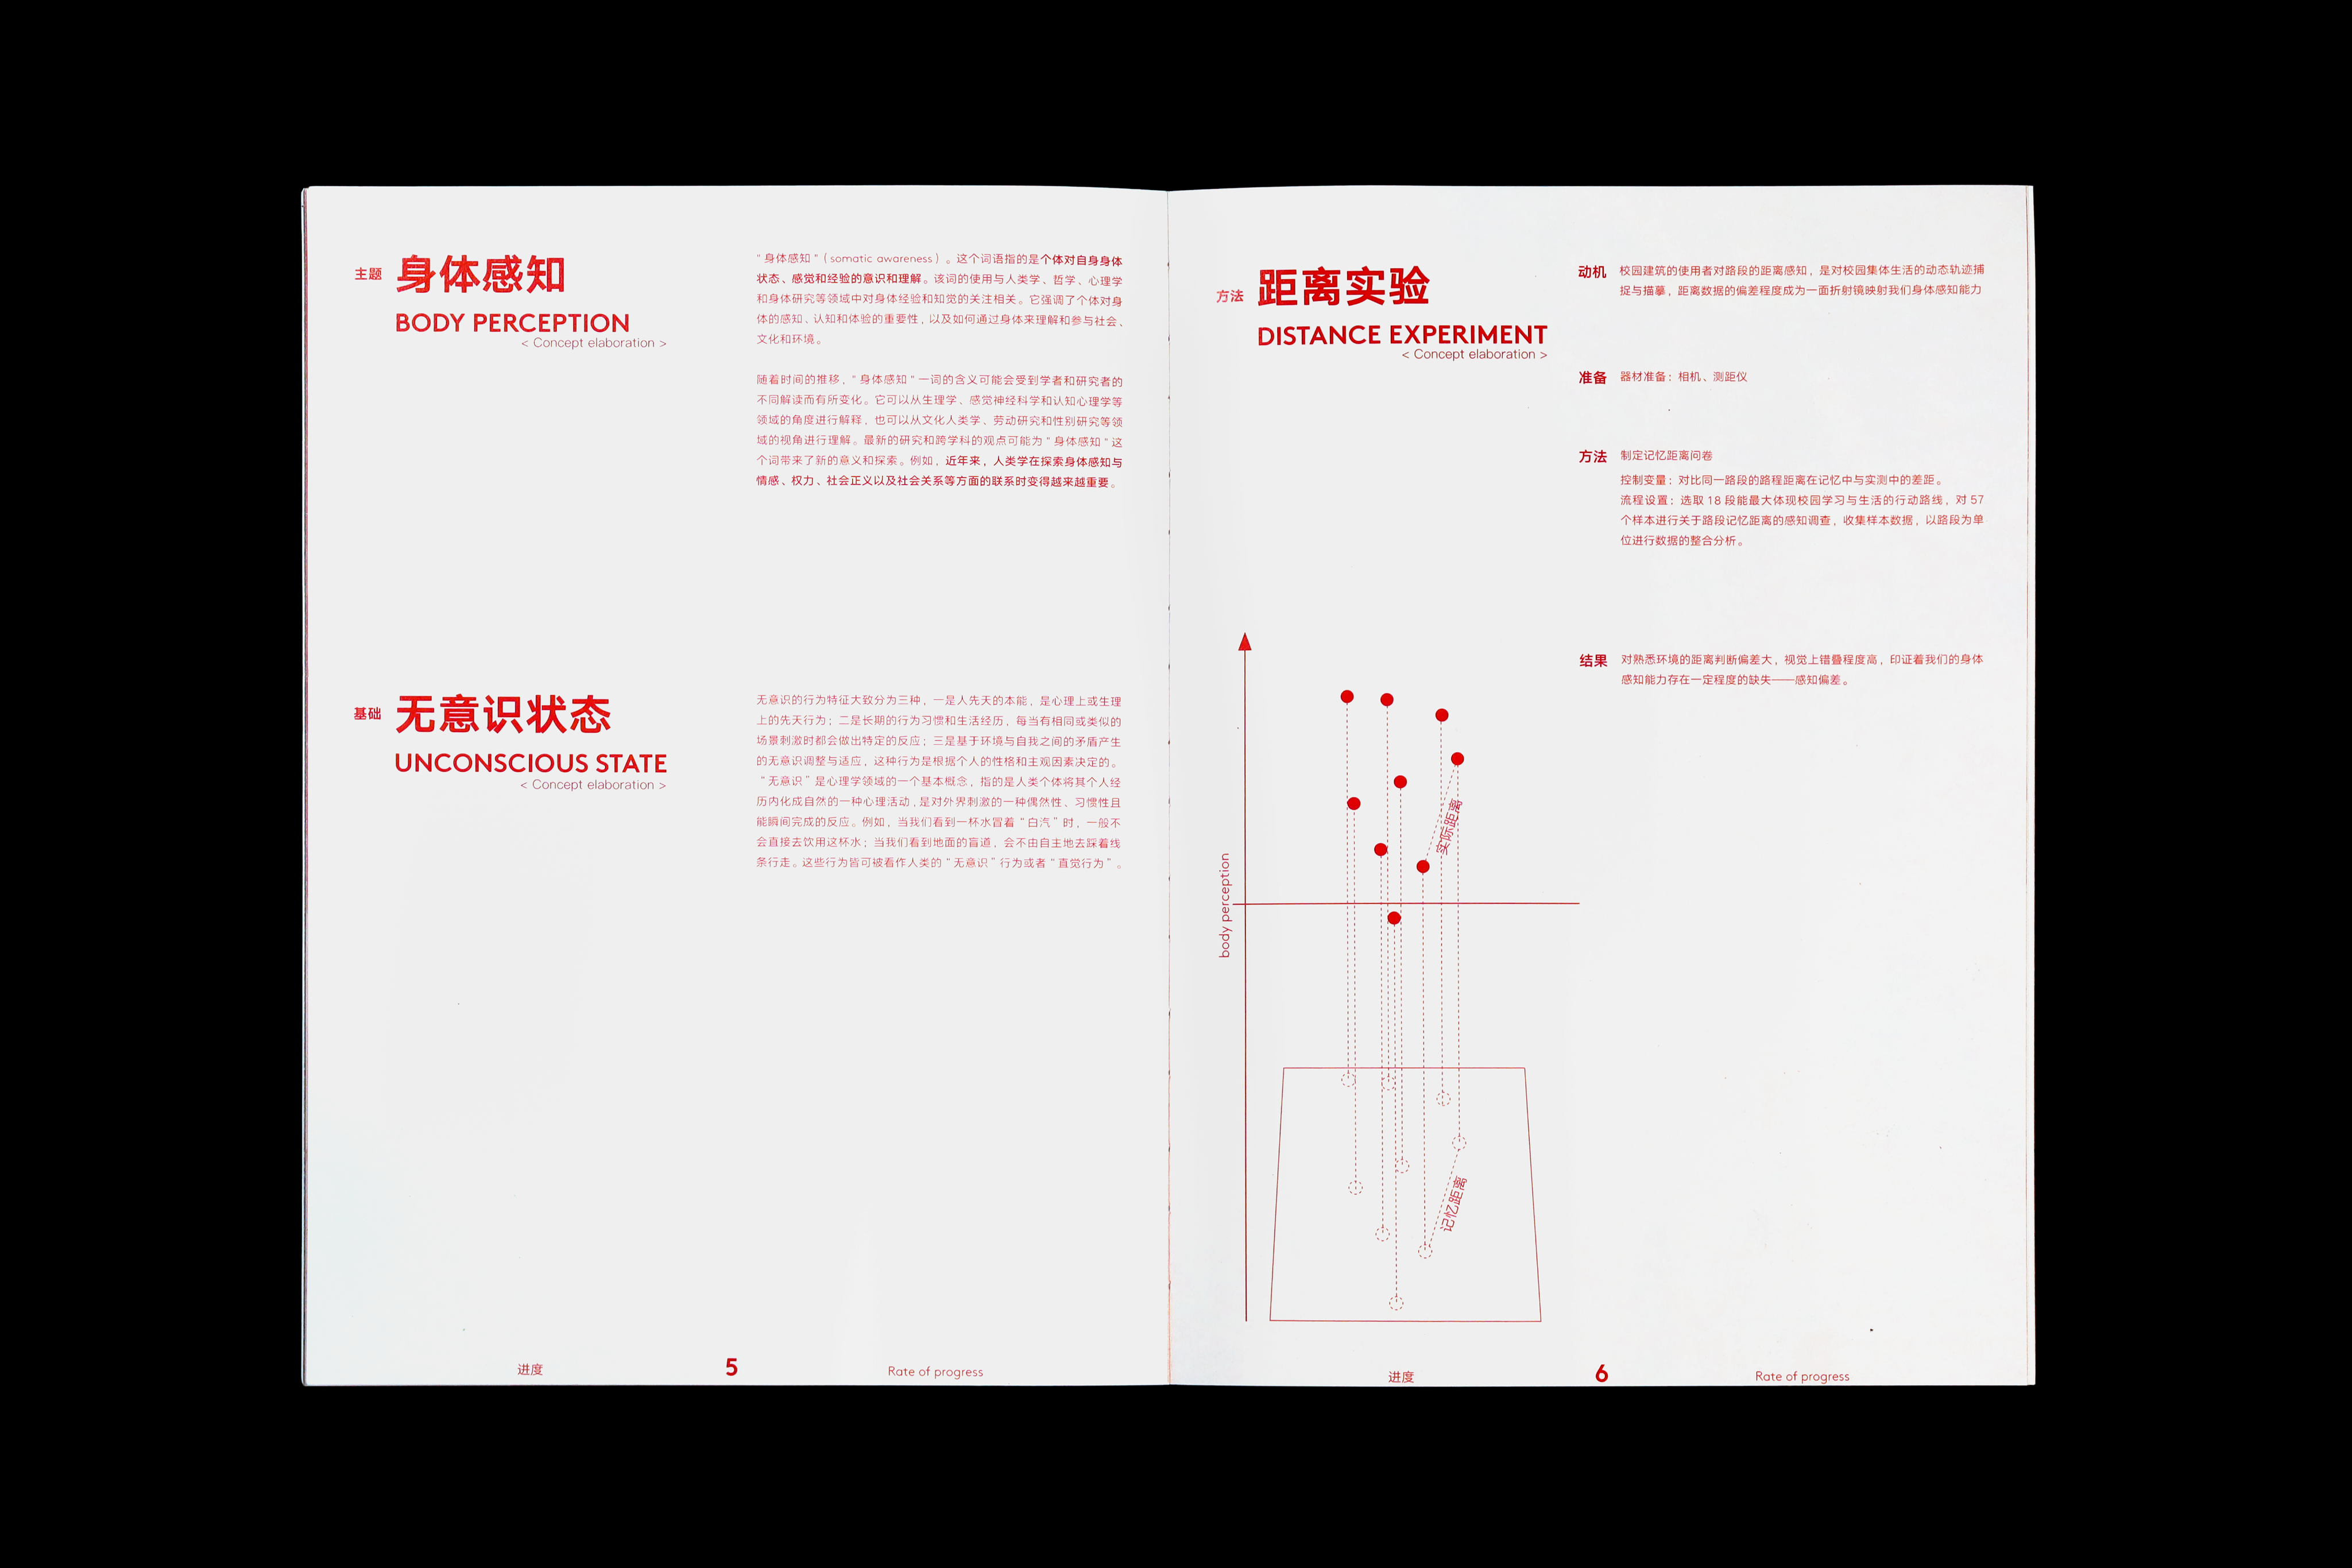 主题
身体感知
BODY PERCEPTION
< Concept elaboration >
“身体感知”（somatic awareness）。这个词语指的是个体对自身身体
状态、感觉和经验的意识和理解。该词的使用与人类学、哲学、心理学
和身体研究等领域中对身体经验和知觉的关注相关。它强调了个体对身
体的感知、认知和体验的重要性，以及如何通过身体来理解和参与社会、
文化和环境。
随着时间的推移，“身体感知”一词的含义可能会受到学者和研究者的
不同解读而有所变化。它可以从生理学、感觉神经科学和认知心理学等
领域的角度进行解释，也可以从文化人类学、劳动研究和性别研究等领
域的视角进行理解。最新的研究和跨学科的观点可能为“身体感知”这
个词带来了新的意义和探索。例如，近年来，人类学在探索身体感知与
情感、权力、社会正义以及社会关系等方面的联系时变得越来越重要。
基础
无意识状态
UNCONSCIOUS STATE
< Concept elaboration >
无意识的行为特征大致分为三种，一是人先天的本能，是心理上或生理
上的先天行为；二是长期的行为习惯和生活经历，每当有相同或类似的
场景刺激时都会做出特定的反应；三是基于环境与自我之间的矛盾产生
的无意识调整与适应，这种行为是根据个人的性格和主观因素决定的。
“无意识”是心理学领域的一个基本概念，指的是人类个体将其个人经
历内化成自然的一种心理活动，是对外界刺激的一种偶然性、习惯性且
能瞬间完成的反应。例如，当我们看到一杯水冒着“白汽”时，一般不
会直接去饮用这杯水；当我们看到地面的盲道，会不由自主地去踩着线
条行走。这些行为皆可被看作人类的“无意识”行为或者“直觉行为”。
进度
5
Rate of progress
方法
距离实验
DISTANCE EXPERIMENT
< Concept elaboration >
动机
校园建筑的使用者对路段的距离感知，是对校园集体生活的动态轨迹捕
捉与描摹，距离数据的偏差程度成为一面折射镜映射我们身体感知能力
准备
器材准备：相机、测距仪
方法
制定记忆距离问卷
控制变量：对比同一路段的路程距离在记忆中与实测中的差距。
流程设置：选取 18 段能最大体现校园学习与生活的行动路线，对 57
个样本进行关于路段记忆距离的感知调查，收集样本数据，以路段为单
位进行数据的整合分析。
结果
对熟悉环境的距离判断偏差大，视觉上错叠程度高，印证着我们的身体
感知能力存在一定程度的缺失——感知偏差。
body perception
实际距离
记忆距离
进度
6
Rate of progress